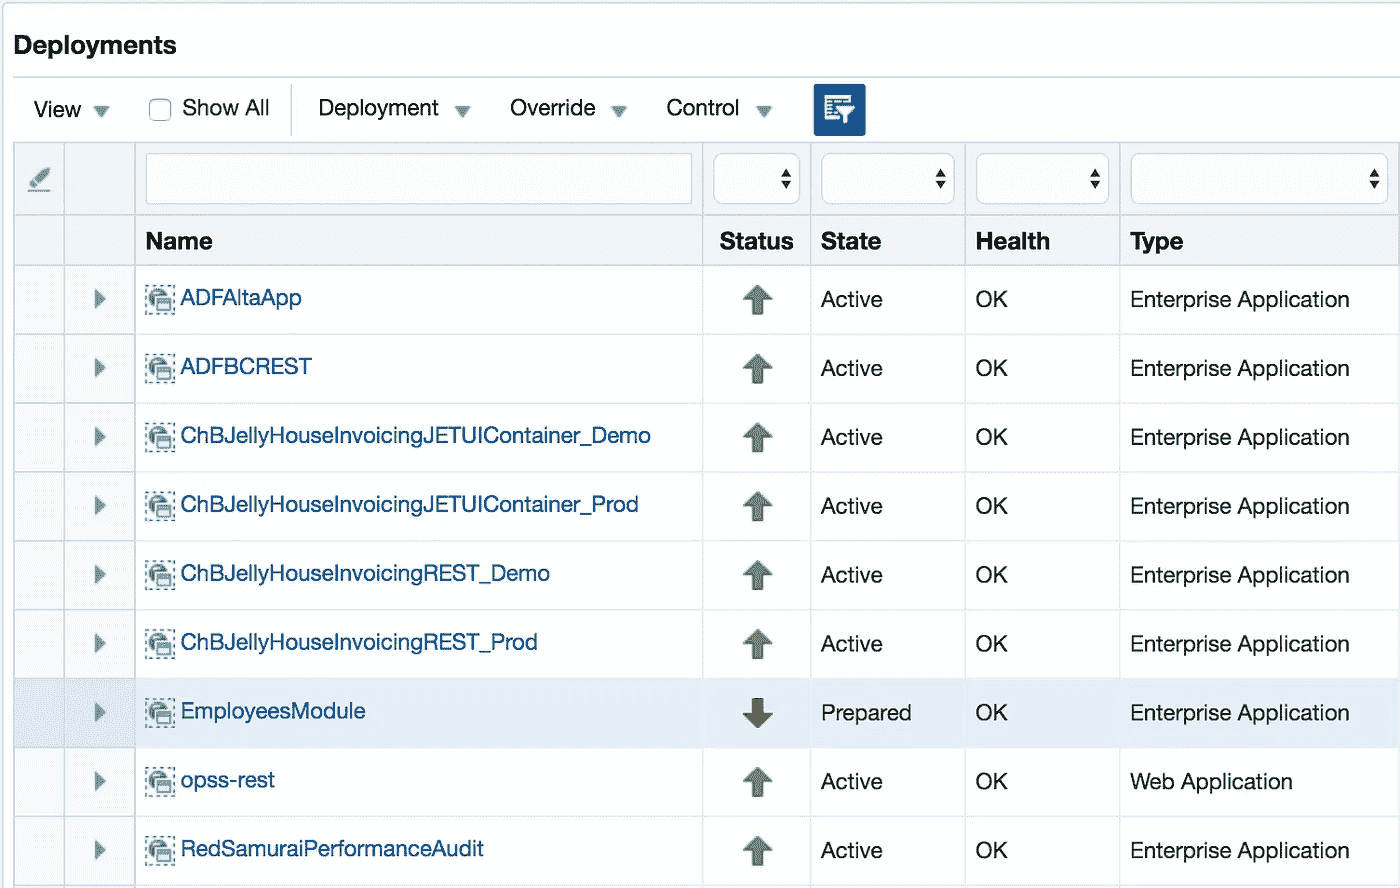 Deployments
View Show All Deployment Override Control
Name Status State Health Type
ADFAltaApp Active OK Enterprise Application
ADFBCREST Active OK Enterprise Application
ChBJellyHouseInvoicingJETUIContainer_Demo Active OK Enterprise Application
ChBJellyHouseInvoicingJETUIContainer_Prod Active OK Enterprise Application
ChBJellyHouseInvoicingREST_Demo Active OK Enterprise Application
ChBJellyHouseInvoicingREST_Prod Active OK Enterprise Application
EmployeesModule Prepared OK Enterprise Application
opss-rest Active OK Web Application
RedSamuraiPerformanceAudit Active OK Enterprise Application